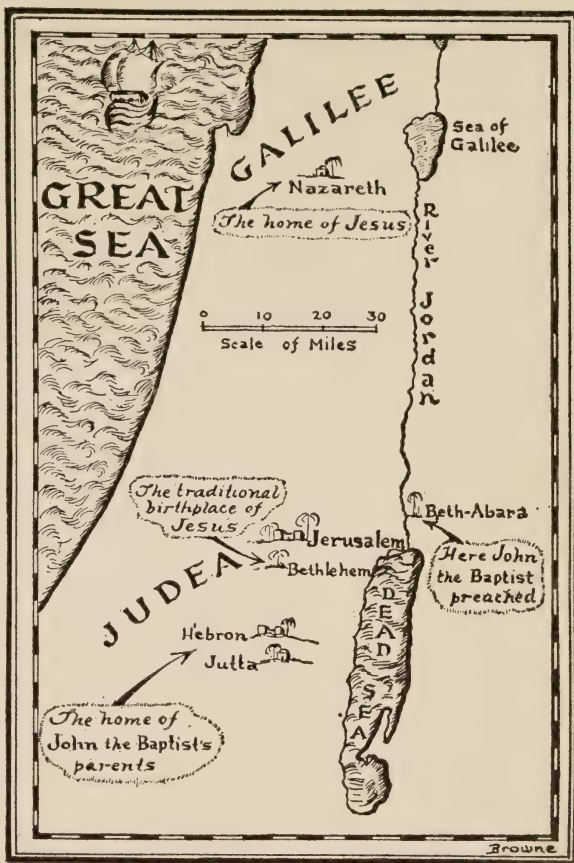 GALILEE
Sea of
Galilee
GREAT
SEA
Nazareth
The home of Jesus
River Jordan
0 10 20 30
Scale of Miles
The traditional
birthplace of
Jesus
Beth-Abara
Jerusalem
Here John
the Baptist
preached
Bethlehem
JUDEA
DEAD SEA
Hebron
Jutta
The home of
John the Baptist's
parents
Browne